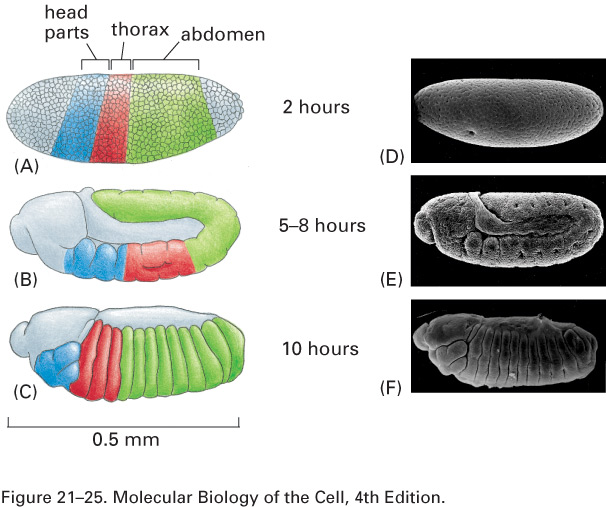 head
parts
thorax
abdomen
(A)
2 hours
(D)
(B)
5–8 hours
(E)
(C)
10 hours
(F)
0.5 mm
Figure 21–25. Molecular Biology of the Cell, 4th Edition.